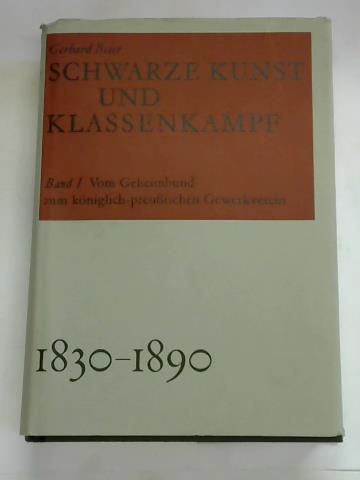 Gerhard Beier
SCHWARZE KUNST
UND
KLASSENKAMPF
Band I Vom Geheimbund
zum königlich-preußischen Gewerkverein
1830–1890